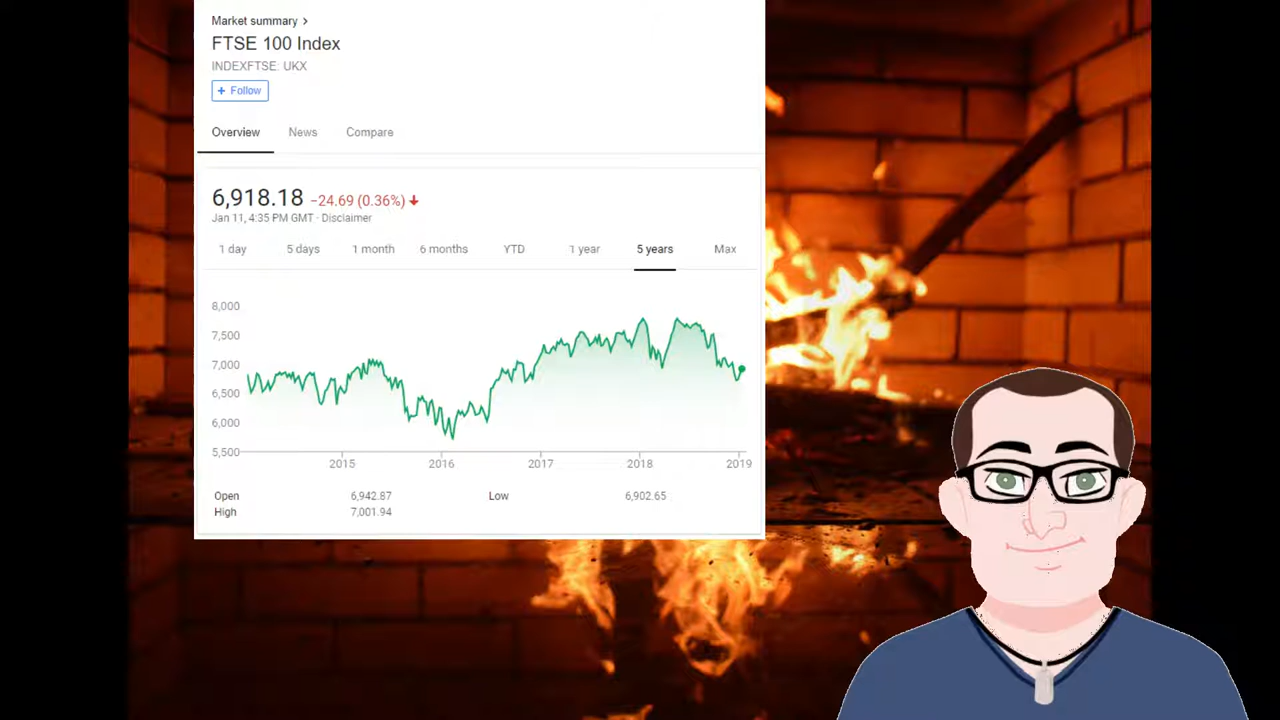 Market summary >
FTSE 100 Index
INDEXFTSE: UKX
+ Follow
Overview News Compare
6,918.18 −24.69 (0.36%) ↓
Jan 11, 4:35 PM GMT · Disclaimer
1 day 5 days 1 month 6 months YTD 1 year 5 years Max
8,000
7,500
7,000
6,500
6,000
5,500
2015 2016 2017 2018 2019
Open 6,942.87 Low 6,902.65
High 7,001.94